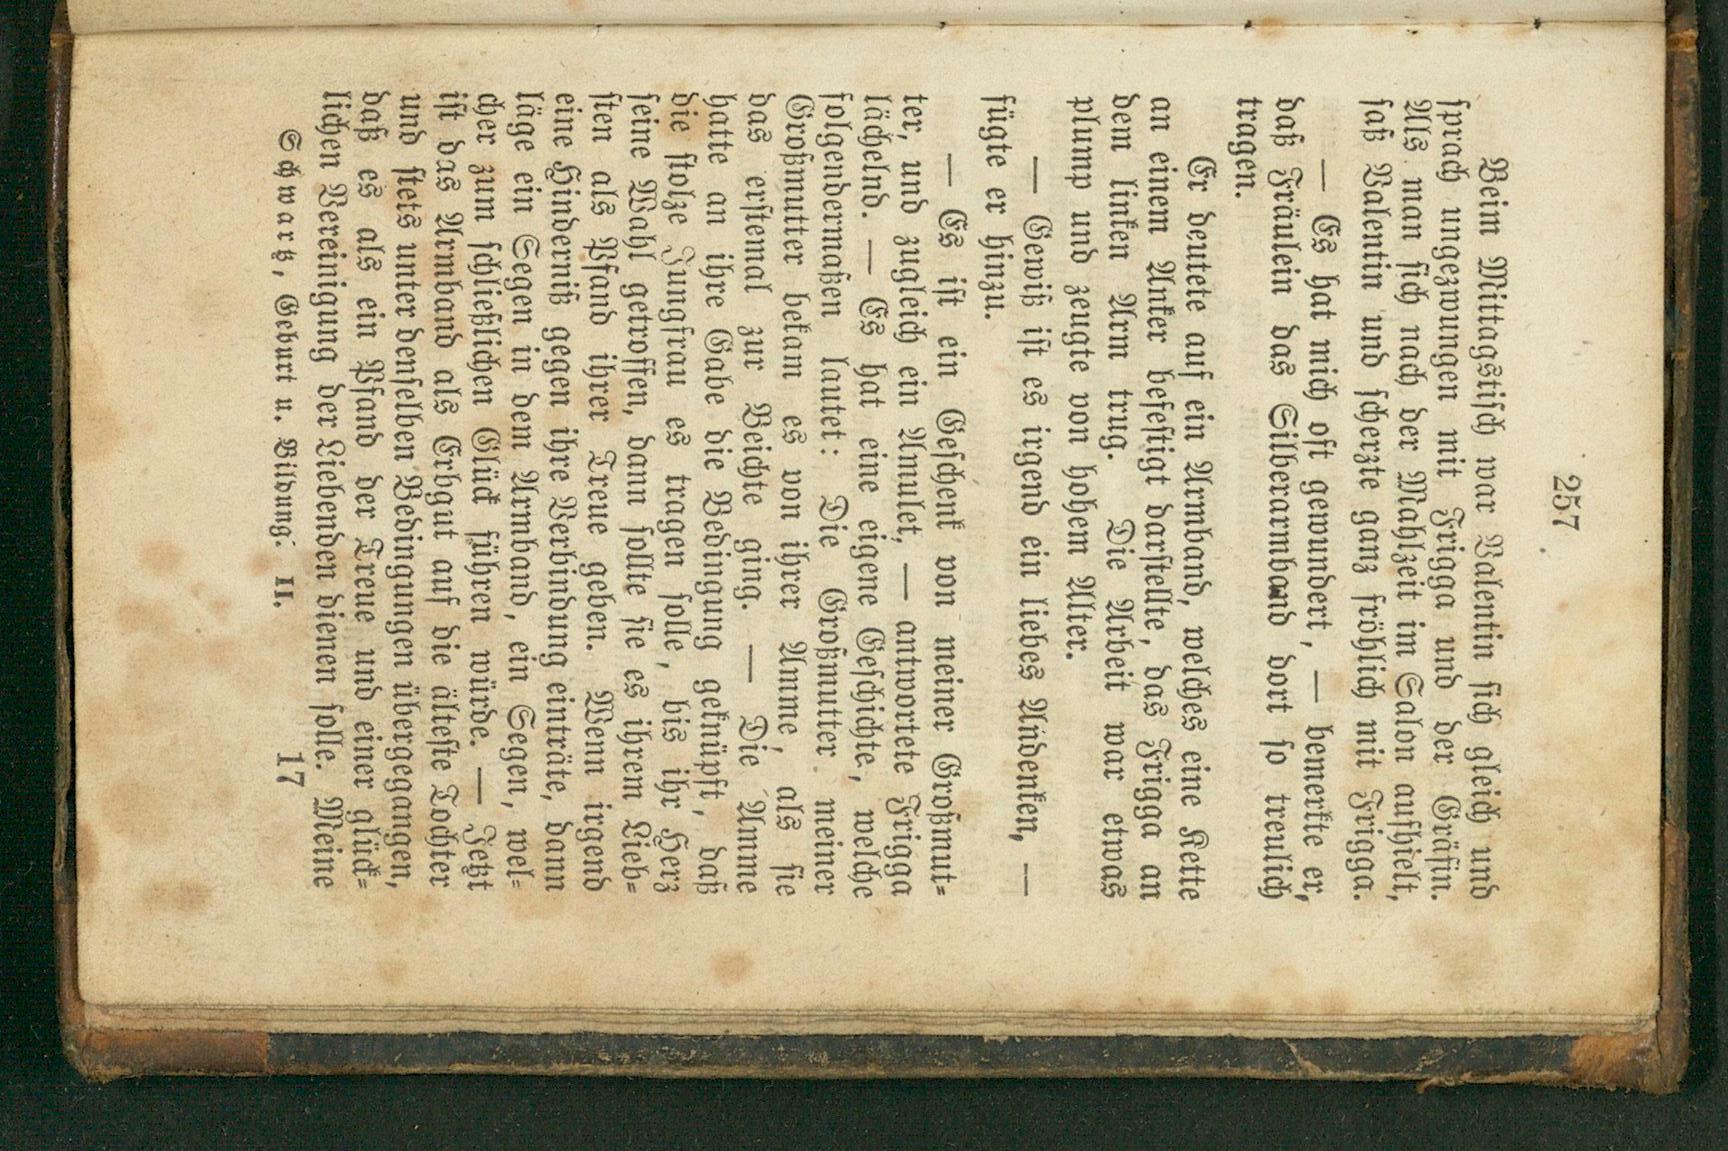 257
Beim Mittagstisch war Valentin sich gleich und
sprach ungezwungen mit Frigga und der Gräfin.
Als man sich nach der Mahlzeit im Salon aufhielt,
saß Valentin und scherzte ganz fröhlich mit Frigga.
— Es hat mich oft gewundert, — bemerkte er,
daß Fräulein das Silberarmband dort so treulich
tragen.
Er deutete auf ein Armband, welches eine Kette
an einem Anker befestigt darstellte, das Frigga an
dem linken Arm trug. Die Arbeit war etwas
plump und zeugte von hohem Alter.
— Gewiß ist es irgend ein liebes Andenken, —
fügte er hinzu.
— Es ist ein Geschenk von meiner Großmut-
ter, und zugleich ein Amulet, — antwortete Frigga
lächelnd. — Es hat eine eigene Geschichte, welche
folgendermaßen lautet: Die Großmutter meiner
Großmutter bekam es von ihrer Amme, als sie
das erstemal zur Beichte ging. — Die Amme
hatte an ihre Gabe die Bedingung geknüpft, daß
die stolze Jungfrau es tragen solle, bis ihr Herz
seine Wahl getroffen, dann sollte sie es ihrem Lieb-
sten als Pfand ihrer Treue geben. Wenn irgend
eine Hinderniß gegen ihre Verbindung einträte, dann
läge ein Segen in dem Armband, ein Segen, wel-
cher zum schließlichen Glück führen würde. — Jetzt
ist das Armband als Erbgut auf die älteste Tochter
und stets unter denselben Bedingungen übergegangen,
daß es als ein Pfand der Treue und einer glück-
lichen Vereinigung der Liebenden dienen solle. Meine
Schwartz, Geburt u. Bildung. II. 17